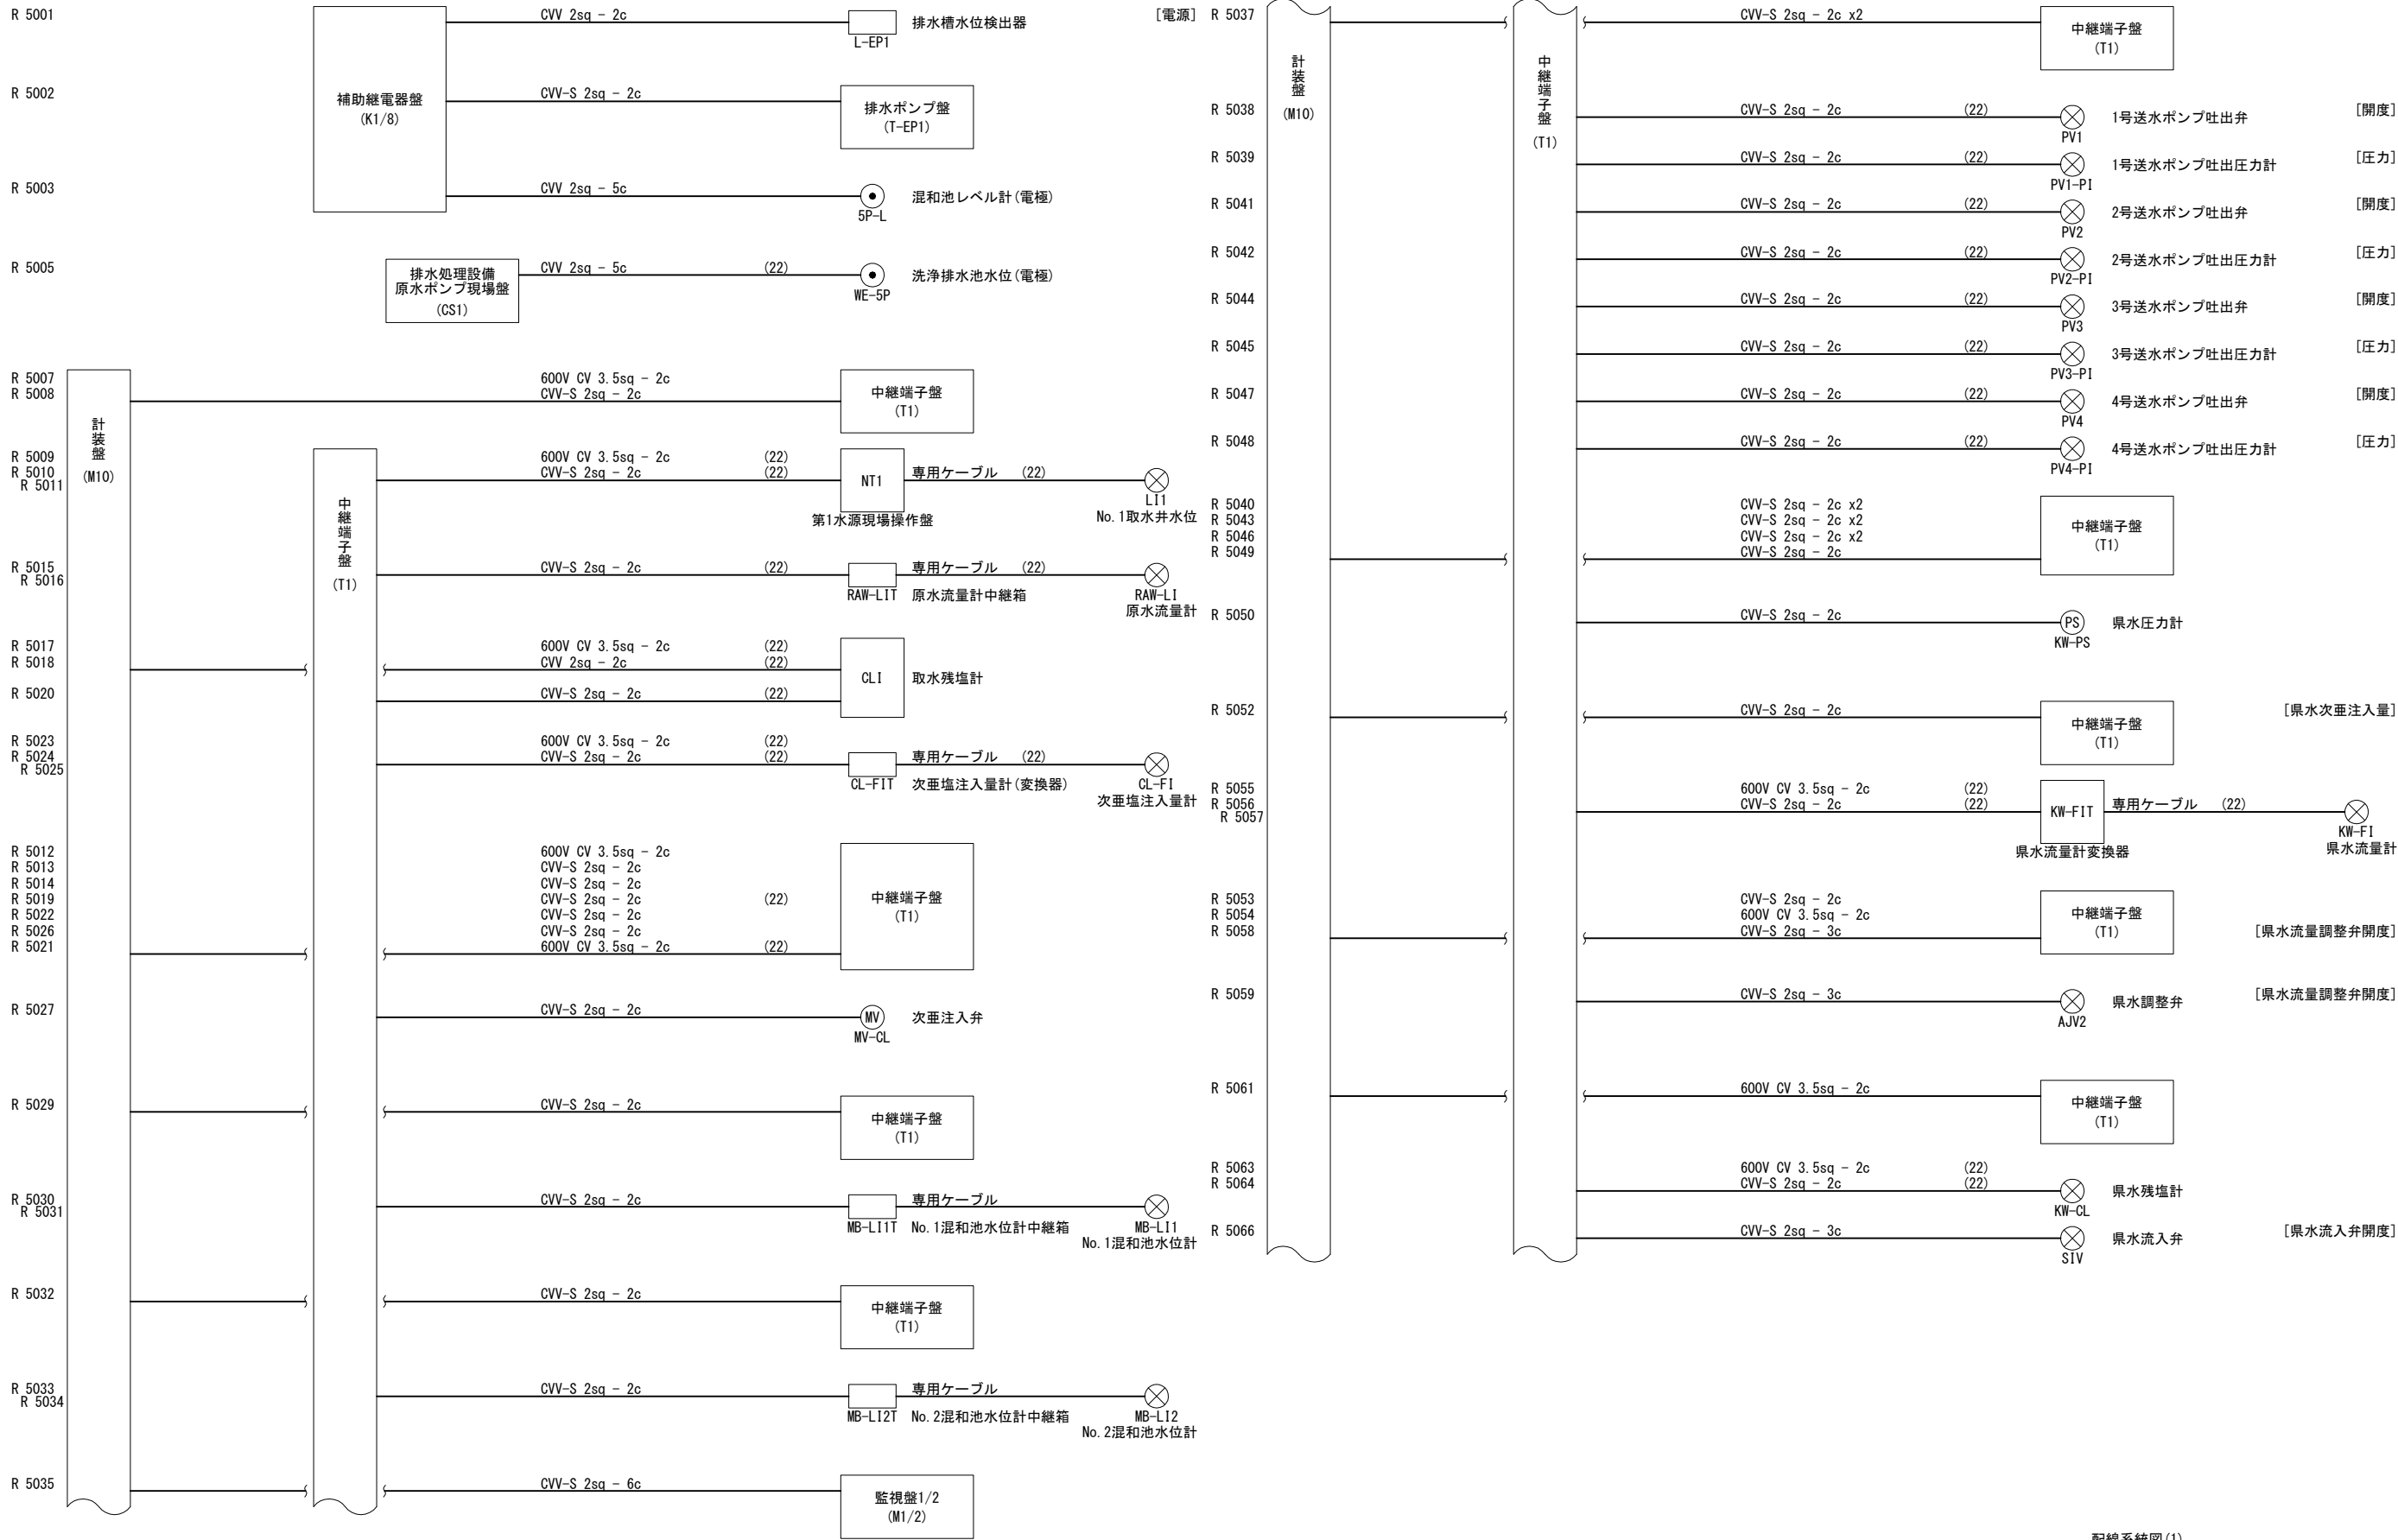 R 5001
CVV 2sq - 2c
L-EP1
排水槽水位検出器
[電源]
補助継電器盤
(K1/8)
R 5002
CVV-S 2sq - 2c
排水ポンプ盤
(T-EP1)
R 5003
CVV 2sq - 5c
5P-L
混和池レベル計(電極)
R 5005
排水処理設備
原水ポンプ現場盤
(CS1)
CVV 2sq - 5c (22)
WE-5P
洗浄排水池水位(電極)
計装盤
(M10)
R 5007 600V CV 3.5sq - 2c
R 5008 CVV-S 2sq - 2c
中継端子盤
(T1)
中継端子盤
(T1)
R 5009 600V CV 3.5sq - 2c (22)
R 5010 CVV-S 2sq - 2c (22)
R 5011
NT1
第1水源現場操作盤
専用ケーブル (22)
LI1
No.1取水井水位
R 5015 CVV-S 2sq - 2c (22)
R 5016
RAW-LIT 原水流量計中継箱
専用ケーブル (22)
RAW-LI
原水流量計
R 5017 600V CV 3.5sq - 2c (22)
R 5018 CVV 2sq - 2c (22)
R 5020 CVV-S 2sq - 2c (22)
CLI 取水残塩計
R 5023 600V CV 3.5sq - 2c (22)
R 5024 CVV-S 2sq - 2c (22)
R 5025
CL-FIT 次亜塩注入量計(変換器)
専用ケーブル (22)
CL-FI
次亜塩注入量計
R 5012 600V CV 3.5sq - 2c
R 5013 CVV-S 2sq - 2c
R 5014 CVV-S 2sq - 2c
R 5019 CVV-S 2sq - 2c (22)
R 5022 CVV-S 2sq - 2c
R 5026 CVV-S 2sq - 2c
R 5021 600V CV 3.5sq - 2c (22)
中継端子盤
(T1)
R 5027 CVV-S 2sq - 2c
MV 次亜注入弁
MV-CL
R 5029 CVV-S 2sq - 2c
中継端子盤
(T1)
R 5030 CVV-S 2sq - 2c
R 5031
専用ケーブル
MB-LI1T No.1混和池水位計中継箱
MB-LI1
No.1混和池水位計
R 5032 CVV-S 2sq - 2c
中継端子盤
(T1)
R 5033 CVV-S 2sq - 2c
R 5034
専用ケーブル
MB-LI2T No.2混和池水位計中継箱
MB-LI2
No.2混和池水位計
R 5035 CVV-S 2sq - 6c
監視盤1/2
(M1/2)
R 5037 CVV-S 2sq - 2c x2
中継端子盤
(T1)
計装盤
(M10)
中継端子盤
(T1)
R 5038 CVV-S 2sq - 2c (22)
PV1
1号送水ポンプ吐出弁 [開度]
R 5039 CVV-S 2sq - 2c (22)
PV1-PI
1号送水ポンプ吐出圧力計 [圧力]
R 5041 CVV-S 2sq - 2c (22)
PV2
2号送水ポンプ吐出弁 [開度]
R 5042 CVV-S 2sq - 2c (22)
PV2-PI
2号送水ポンプ吐出圧力計 [圧力]
R 5044 CVV-S 2sq - 2c (22)
PV3
3号送水ポンプ吐出弁 [開度]
R 5045 CVV-S 2sq - 2c (22)
PV3-PI
3号送水ポンプ吐出圧力計 [圧力]
R 5047 CVV-S 2sq - 2c (22)
PV4
4号送水ポンプ吐出弁 [開度]
R 5048 CVV-S 2sq - 2c (22)
PV4-PI
4号送水ポンプ吐出圧力計 [圧力]
R 5040 CVV-S 2sq - 2c x2
R 5043 CVV-S 2sq - 2c x2
R 5046 CVV-S 2sq - 2c x2
R 5049 CVV-S 2sq - 2c
中継端子盤
(T1)
R 5050 CVV-S 2sq - 2c
PS 県水圧力計
KW-PS
R 5052 CVV-S 2sq - 2c
中継端子盤
(T1)
[県水次亜注入量]
R 5055 600V CV 3.5sq - 2c (22)
R 5056 CVV-S 2sq - 2c (22)
R 5057
KW-FIT
県水流量計変換器
専用ケーブル (22)
KW-FI
県水流量計
R 5053 CVV-S 2sq - 2c
R 5054 600V CV 3.5sq - 2c
R 5058 CVV-S 2sq - 3c
中継端子盤
(T1)
[県水流量調整弁開度]
R 5059 CVV-S 2sq - 3c
AJV2
県水調整弁 [県水流量調整弁開度]
R 5061 600V CV 3.5sq - 2c
中継端子盤
(T1)
R 5063 600V CV 3.5sq - 2c (22)
R 5064 CVV-S 2sq - 2c (22)
KW-CL
県水残塩計
R 5066 CVV-S 2sq - 3c
SIV
県水流入弁 [県水流入弁開度]
配線系統図(1)